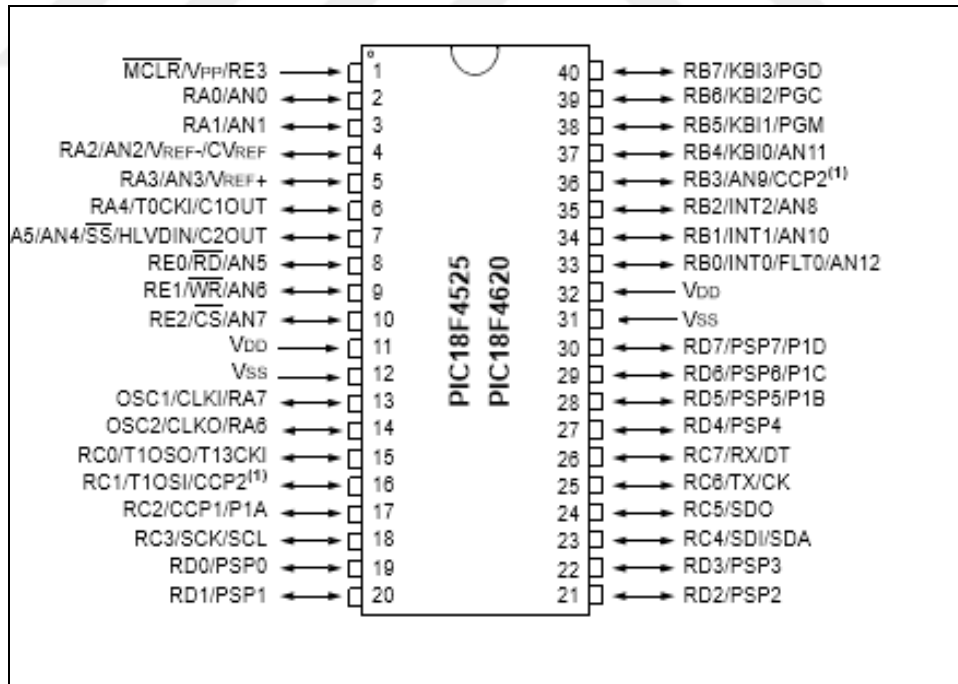 MCLR/VPP/RE3 1
RA0/AN0 2
RA1/AN1 3
RA2/AN2/VREF-/CVREF 4
RA3/AN3/VREF+ 5
RA4/T0CKI/C1OUT 6
A5/AN4/SS/HLVDIN/C2OUT 7
RE0/RD/AN5 8
RE1/WR/AN6 9
RE2/CS/AN7 10
VDD 11
VSS 12
OSC1/CLKI/RA7 13
OSC2/CLKO/RA6 14
RC0/T1OSO/T13CKI 15
RC1/T1OSI/CCP2(1) 16
RC2/CCP1/P1A 17
RC3/SCK/SCL 18
RD0/PSP0 19
RD1/PSP1 20
PIC18F4525
PIC18F4620
40 RB7/KBI3/PGD
39 RB6/KBI2/PGC
38 RB5/KBI1/PGM
37 RB4/KBI0/AN11
36 RB3/AN9/CCP2(1)
35 RB2/INT2/AN8
34 RB1/INT1/AN10
33 RB0/INT0/FLT0/AN12
32 VDD
31 VSS
30 RD7/PSP7/P1D
29 RD6/PSP6/P1C
28 RD5/PSP5/P1B
27 RD4/PSP4
26 RC7/RX/DT
25 RC6/TX/CK
24 RC5/SDO
23 RC4/SDI/SDA
22 RD3/PSP3
21 RD2/PSP2